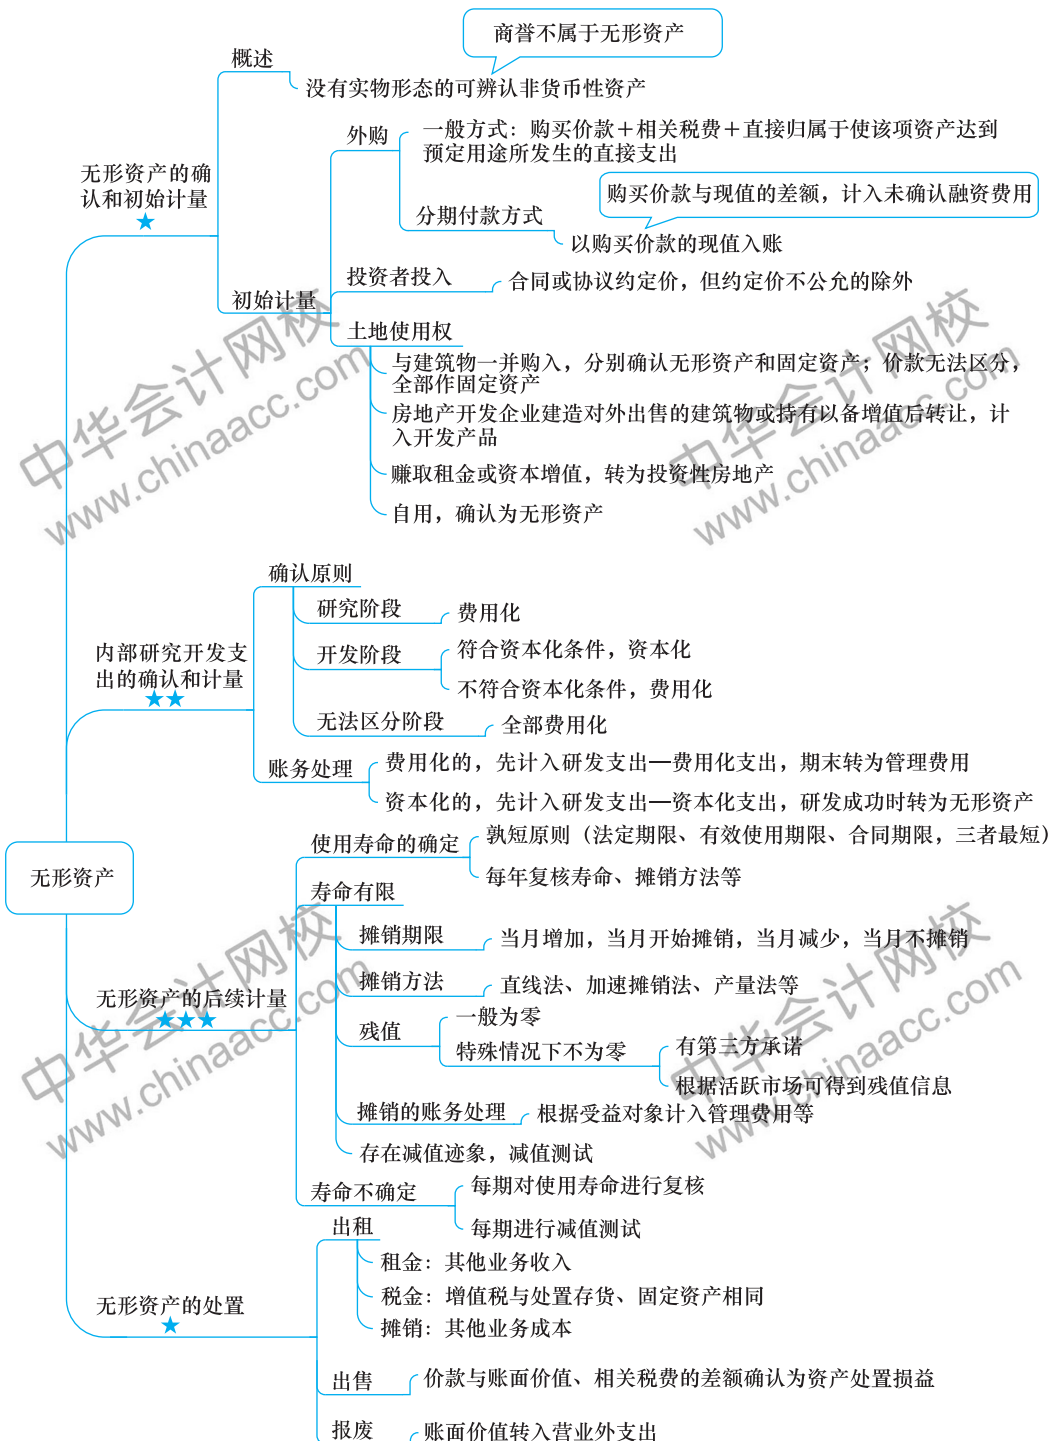 商誉不属于无形资产
概述
没有实物形态的可辨认非货币性资产
外购
一般方式：购买价款＋相关税费＋直接归属于使该项资产达到
预定用途所发生的直接支出
无形资产的确
认和初始计量
购买价款与现值的差额，计入未确认融资费用
分期付款方式
以购买价款的现值入账
投资者投入
合同或协议约定价，但约定价不公允的除外
初始计量
土地使用权
与建筑物一并购入，分别确认无形资产和固定资产；价款无法区分，
全部作固定资产
房地产开发企业建造对外出售的建筑物或持有以备增值后转让，计
入开发产品
赚取租金或资本增值，转为投资性房地产
自用，确认为无形资产
中华会计网校
www.chinaacc.com
中华会计网校
www.chinaacc.com
确认原则
研究阶段
费用化
内部研究开发支
出的确认和计量
开发阶段
符合资本化条件，资本化
不符合资本化条件，费用化
无法区分阶段
全部费用化
账务处理
费用化的，先计入研发支出—费用化支出，期末转为管理费用
资本化的，先计入研发支出—资本化支出，研发成功时转为无形资产
无形资产
使用寿命的确定
孰短原则（法定期限、有效使用期限、合同期限，三者最短）
每年复核寿命、摊销方法等
寿命有限
摊销期限
当月增加，当月开始摊销，当月减少，当月不摊销
无形资产的后续计量
摊销方法
直线法、加速摊销法、产量法等
残值
一般为零
特殊情况下不为零
有第三方承诺
根据活跃市场可得到残值信息
摊销的账务处理
根据受益对象计入管理费用等
存在减值迹象，减值测试
寿命不确定
每期对使用寿命进行复核
每期进行减值测试
中华会计网校
www.chinaacc.com
中华会计网校
www.chinaacc.com
出租
租金：其他业务收入
无形资产的处置
税金：增值税与处置存货、固定资产相同
摊销：其他业务成本
出售
价款与账面价值、相关税费的差额确认为资产处置损益
报废
账面价值转入营业外支出